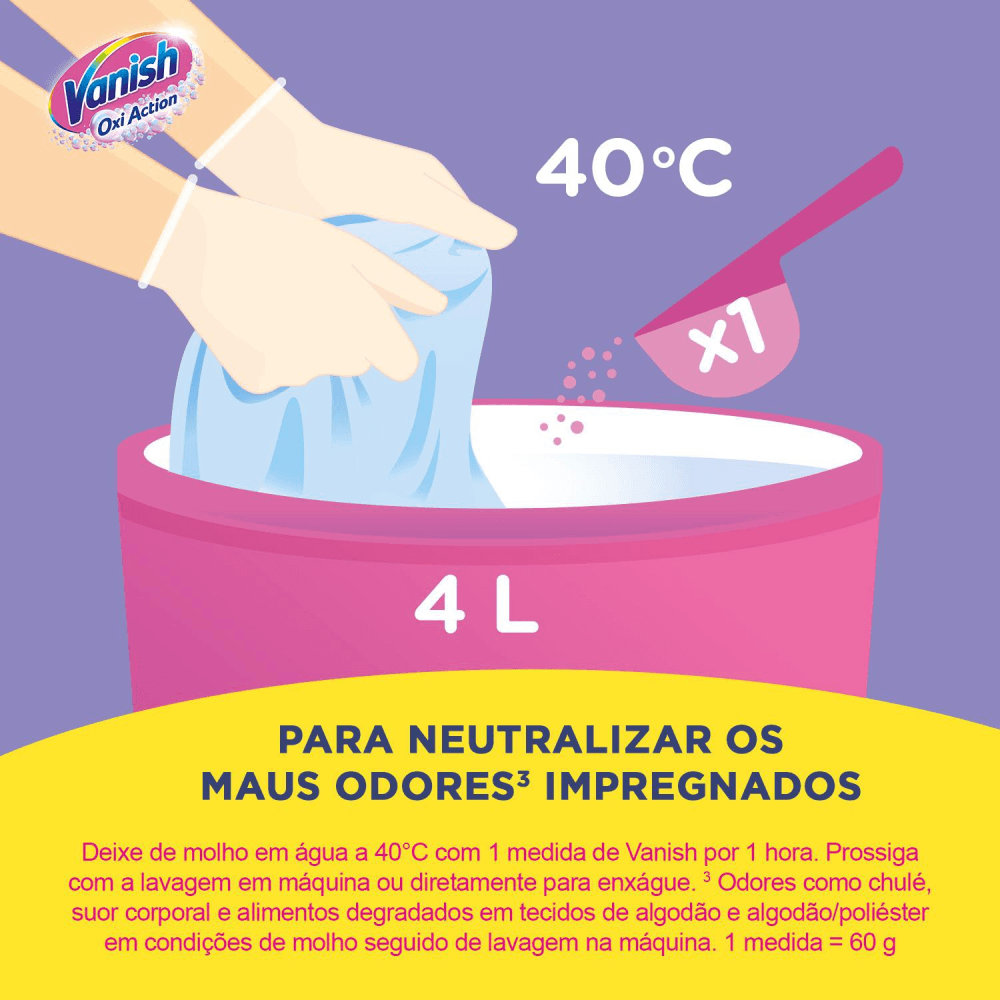 Vanish
Oxi Action
40°C
x1
4 L
PARA NEUTRALIZAR OS
MAUS ODORES³ IMPREGNADOS
Deixe de molho em água a 40°C com 1 medida de Vanish por 1 hora. Prossiga
com a lavagem em máquina ou diretamente para enxágue. ³ Odores como chulé,
suor corporal e alimentos degradados em tecidos de algodão e algodão/poliéster
em condições de molho seguido de lavagem na máquina. 1 medida = 60 g